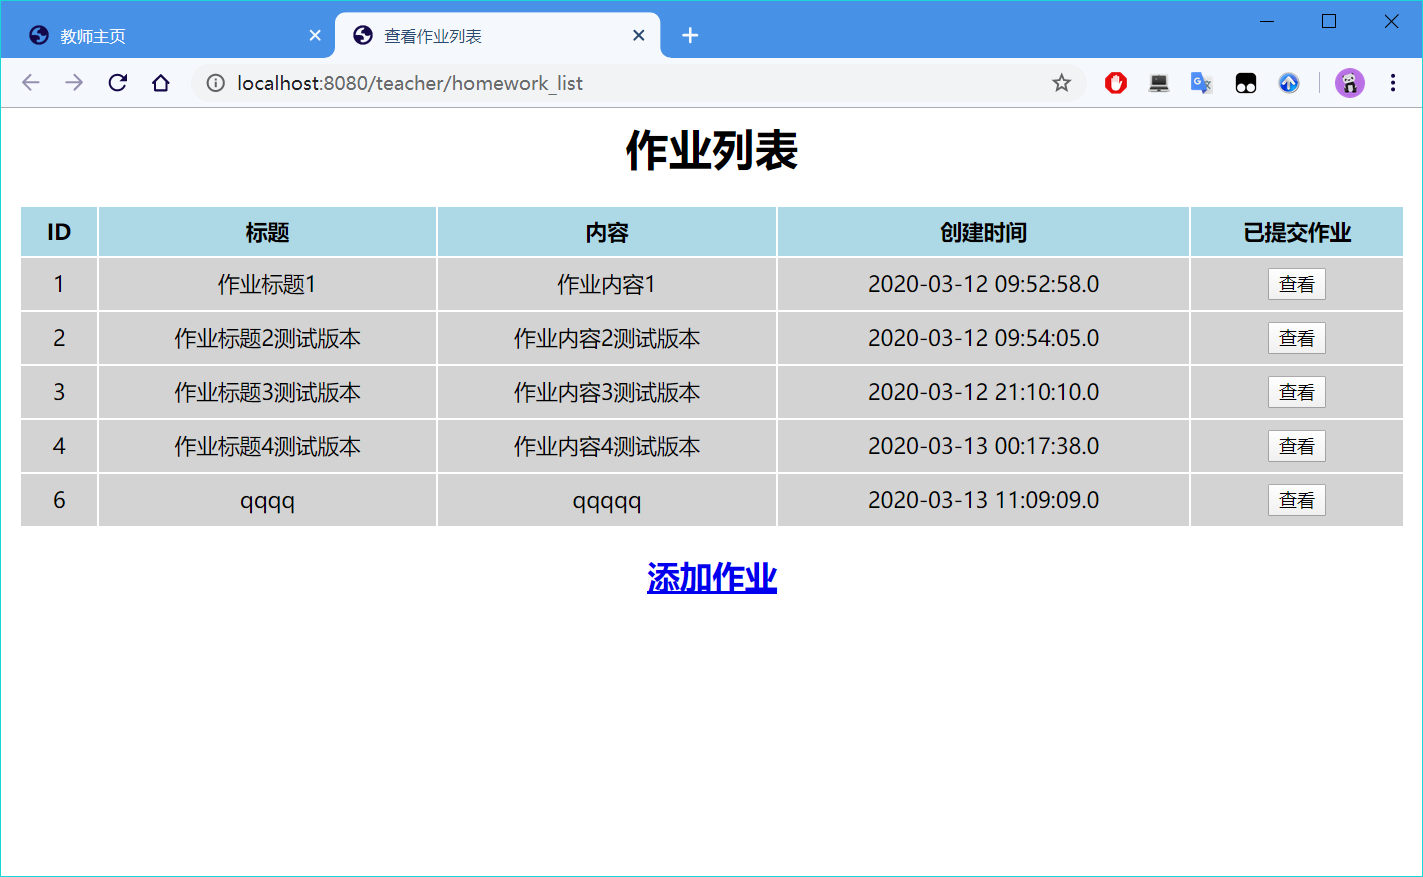 教师主页 查看作业列表
localhost:8080/teacher/homework_list
作业列表
ID 标题 内容 创建时间 已提交作业
1 作业标题1 作业内容1 2020-03-12 09:52:58.0 查看
2 作业标题2测试版本 作业内容2测试版本 2020-03-12 09:54:05.0 查看
3 作业标题3测试版本 作业内容3测试版本 2020-03-12 21:10:10.0 查看
4 作业标题4测试版本 作业内容4测试版本 2020-03-13 00:17:38.0 查看
6 qqqq qqqqq 2020-03-13 11:09:09.0 查看
添加作业